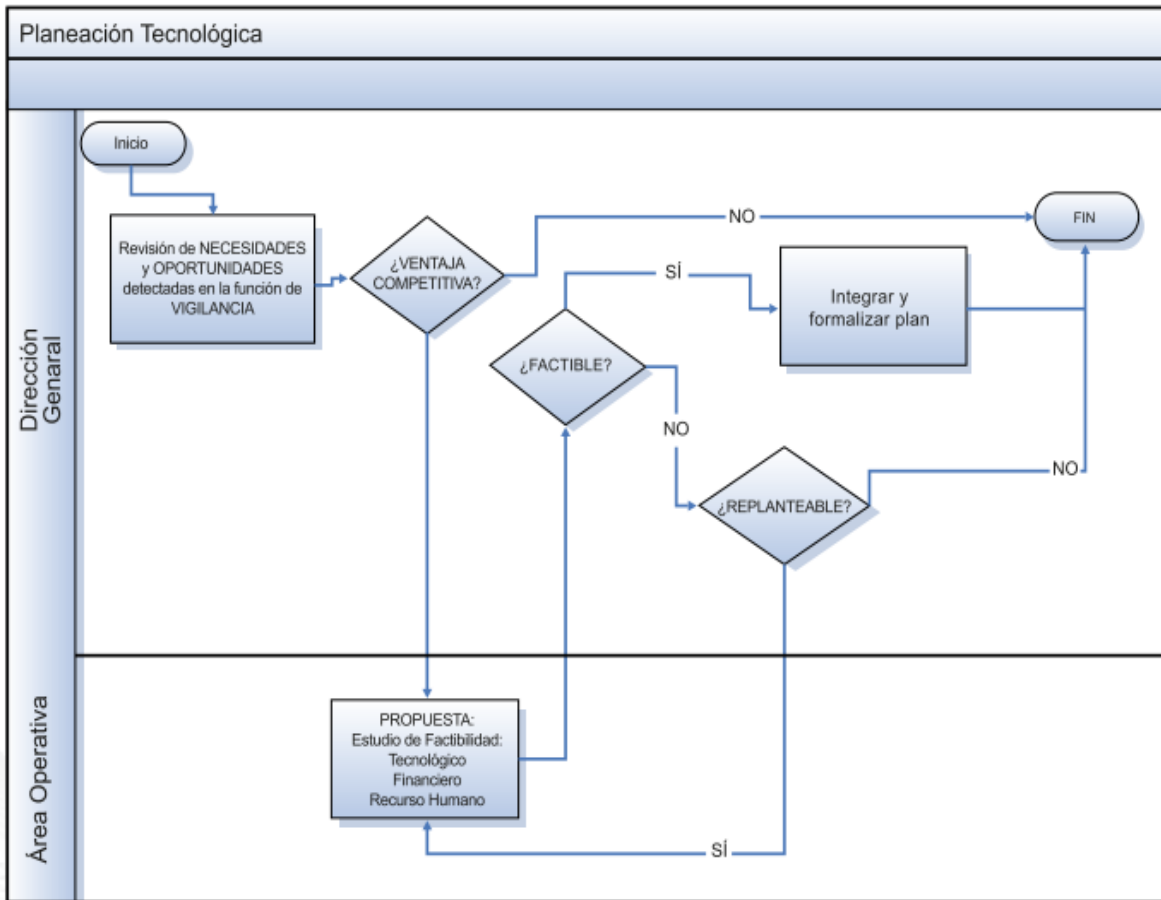 Planeación Tecnológica
Dirección
Genaral
Inicio
Revisión de NECESIDADES
y OPORTUNIDADES
detectadas en la función de
VIGILANCIA
¿VENTAJA
COMPETITIVA?
NO
FIN
SÍ
Integrar y
formalizar plan
¿FACTIBLE?
NO
¿REPLANTEABLE?
NO
Área Operativa
PROPUESTA:
Estudio de Factibilidad:
Tecnológico
Financiero
Recurso Humano
SÍ